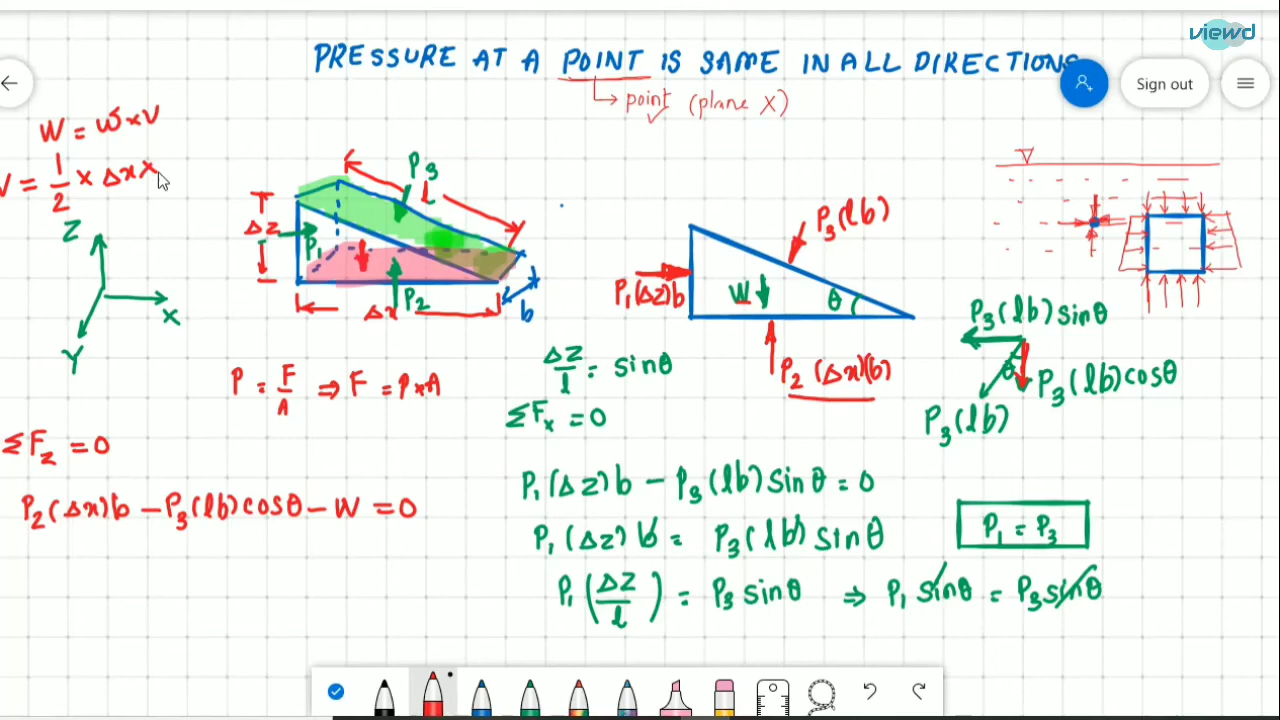 viewd
PRESSURE AT A POINT IS SAME IN ALL DIRECTIONS
Sign out
point (plane X)
W = w × V
V = 1/2 × Δx ×
Z
X
Y
P3
l
Δz
P1
P2
Δx
b
P3(lb)
P1(Δz)b
W
θ
P2 (Δx)(b)
P3(lb)sinθ
θ
P3(lb)cosθ
P3(lb)
P = F/A ⇒ F = P×A
Δz/l = sinθ
ΣFx = 0
ΣFz = 0
P2(Δx)b – P3(lb)cosθ – W = 0
P1(Δz)b – P3(lb)sinθ = 0
P1(Δz)b = P3(lb)sinθ
P1 = P3
P1(Δz/l) = P3 sinθ ⇒ P1 sinθ = P3 sinθ